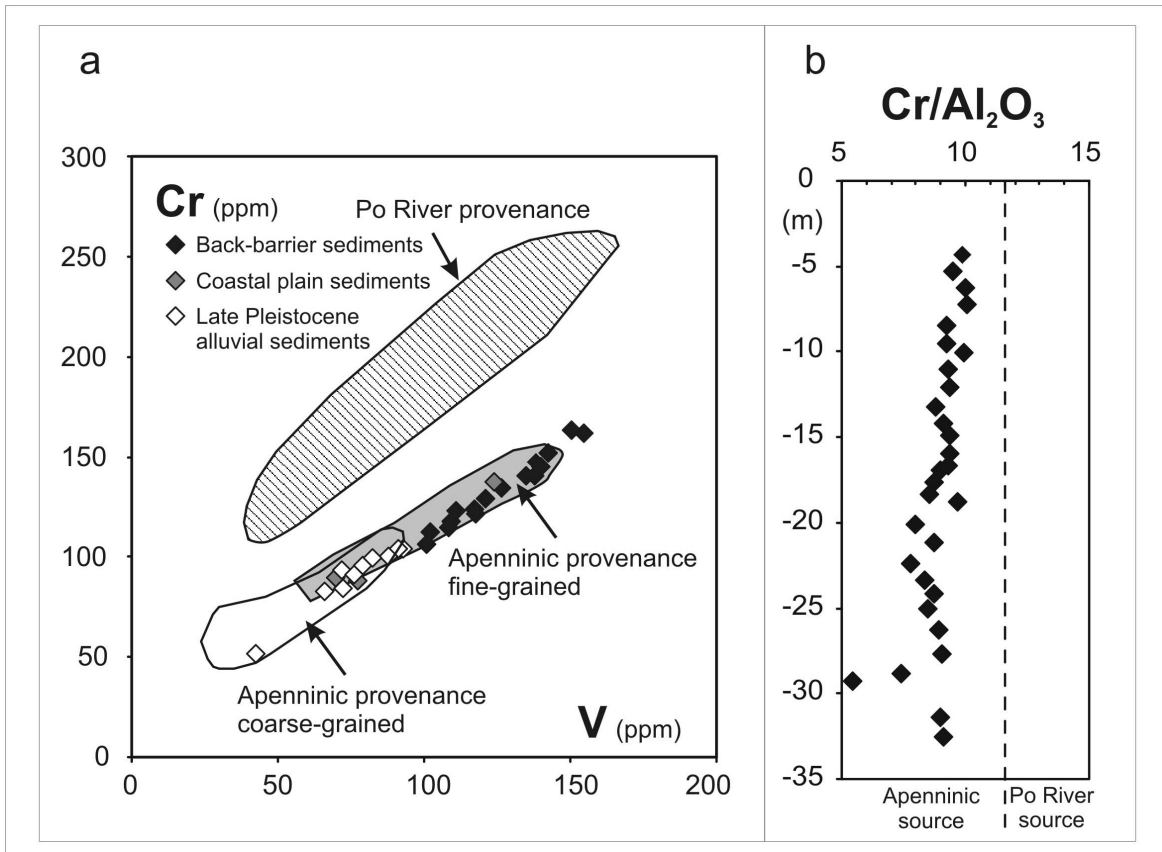 a
300
250
200
150
100
50
0
0 50 100 150 200
Cr (ppm)
Po River provenance
Back-barrier sediments
Coastal plain sediments
Late Pleistocene
alluvial sediments
Apenninic provenance
fine-grained
Apenninic provenance
coarse-grained
V (ppm)
b
Cr/Al₂O₃
5 10 15
0
(m)
-5
-10
-15
-20
-25
-30
-35
Apenninic
source
Po River
source